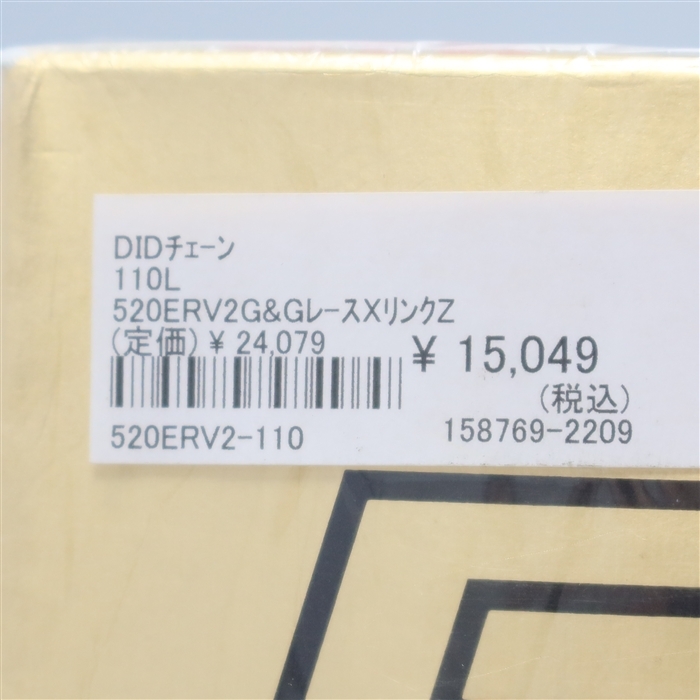 DIDチェーン
110L
520ERV2G&GレースXリンクZ
(定価)¥ 24,079
¥ 15,049
(税込)
520ERV2-110
158769-2209